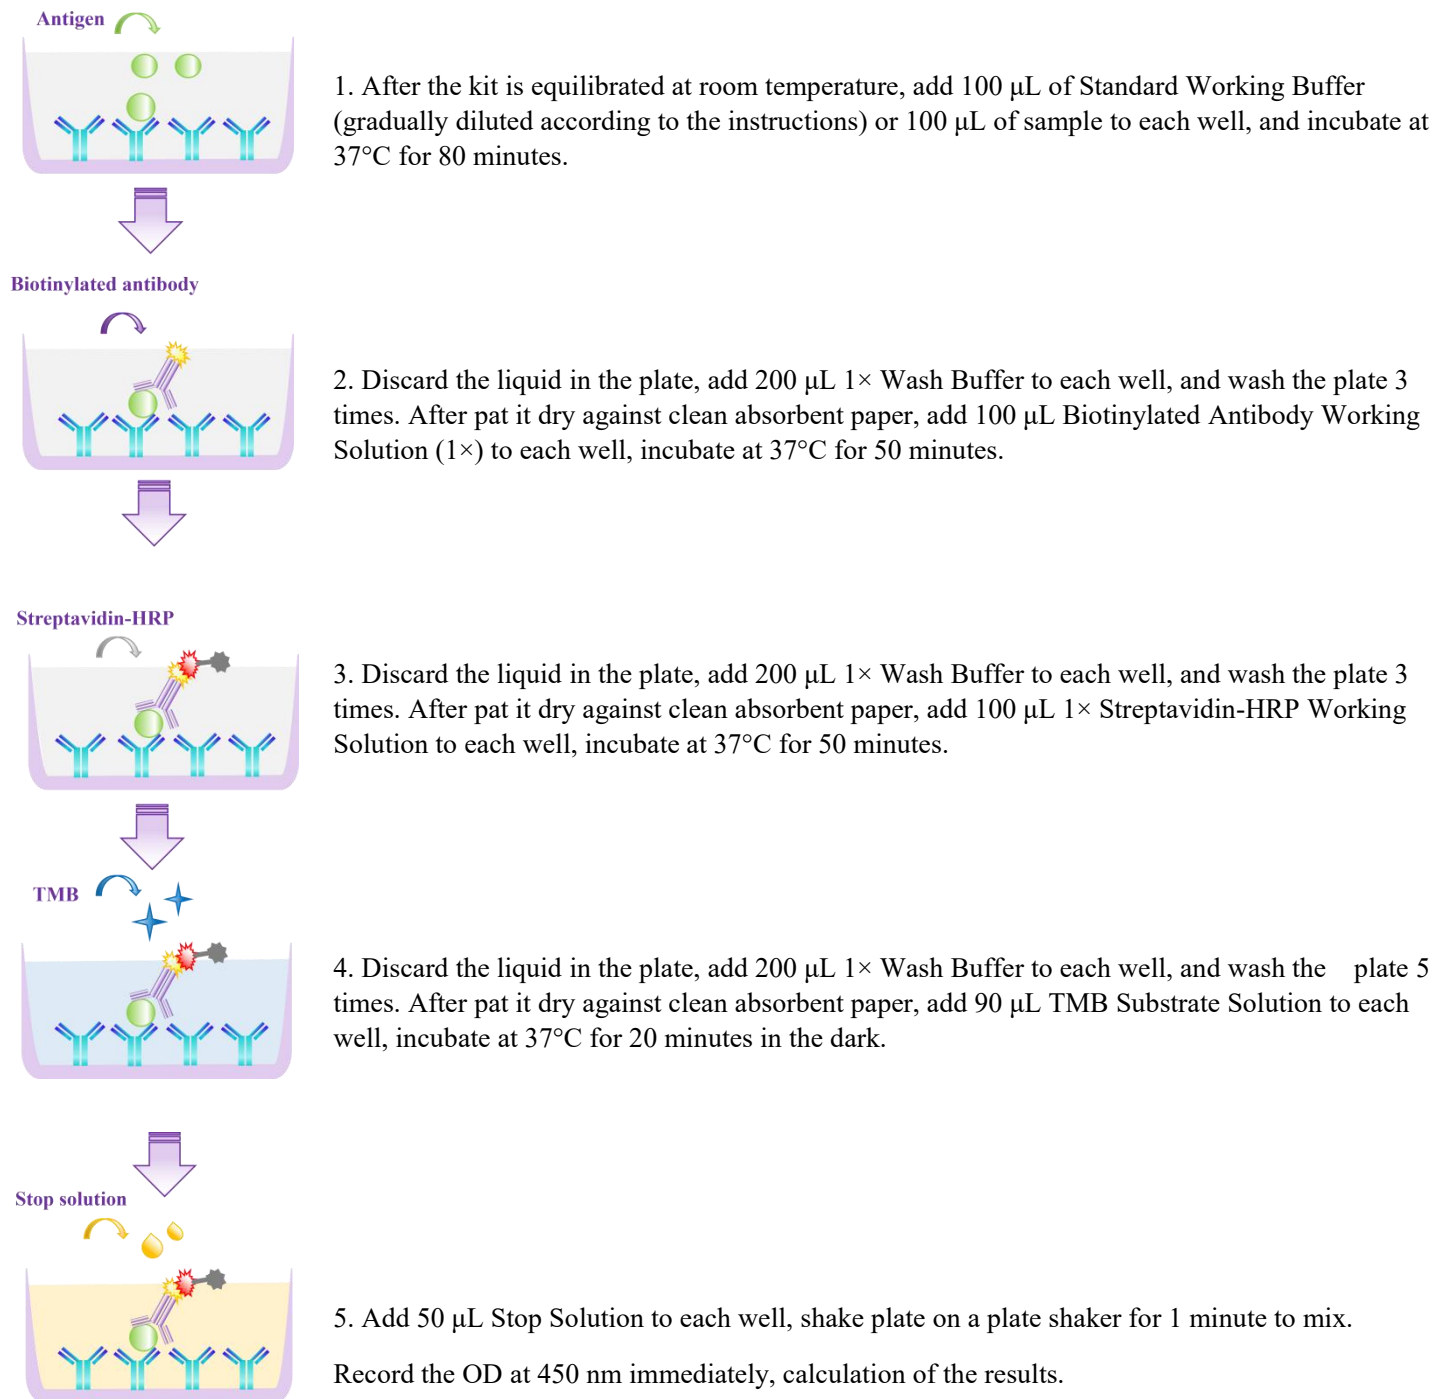 Antigen
1. After the kit is equilibrated at room temperature, add 100 μL of Standard Working Buffer
(gradually diluted according to the instructions) or 100 μL of sample to each well, and incubate at
37°C for 80 minutes.
Biotinylated antibody
2. Discard the liquid in the plate, add 200 μL 1× Wash Buffer to each well, and wash the plate 3
times. After pat it dry against clean absorbent paper, add 100 μL Biotinylated Antibody Working
Solution (1×) to each well, incubate at 37°C for 50 minutes.
Streptavidin-HRP
3. Discard the liquid in the plate, add 200 μL 1× Wash Buffer to each well, and wash the plate 3
times. After pat it dry against clean absorbent paper, add 100 μL 1× Streptavidin-HRP Working
Solution to each well, incubate at 37°C for 50 minutes.
TMB
4. Discard the liquid in the plate, add 200 μL 1× Wash Buffer to each well, and wash the plate 5
times. After pat it dry against clean absorbent paper, add 90 μL TMB Substrate Solution to each
well, incubate at 37°C for 20 minutes in the dark.
Stop solution
5. Add 50 μL Stop Solution to each well, shake plate on a plate shaker for 1 minute to mix.
Record the OD at 450 nm immediately, calculation of the results.